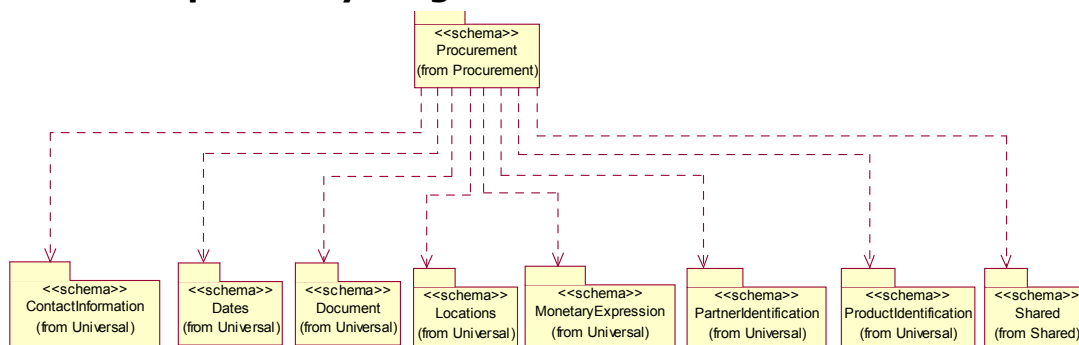 <<schema>>
Procurement
(from Procurement)
<<schema>>
ContactInformation
(from Universal)
<<schema>>
Dates
(from Universal)
<<schema>>
Document
(from Universal)
<<schema>>
Locations
(from Universal)
<<schema>>
MonetaryExpression
(from Universal)
<<schema>>
PartnerIdentification
(from Universal)
<<schema>>
ProductIdentification
(from Universal)
<<schema>>
Shared
(from Shared)